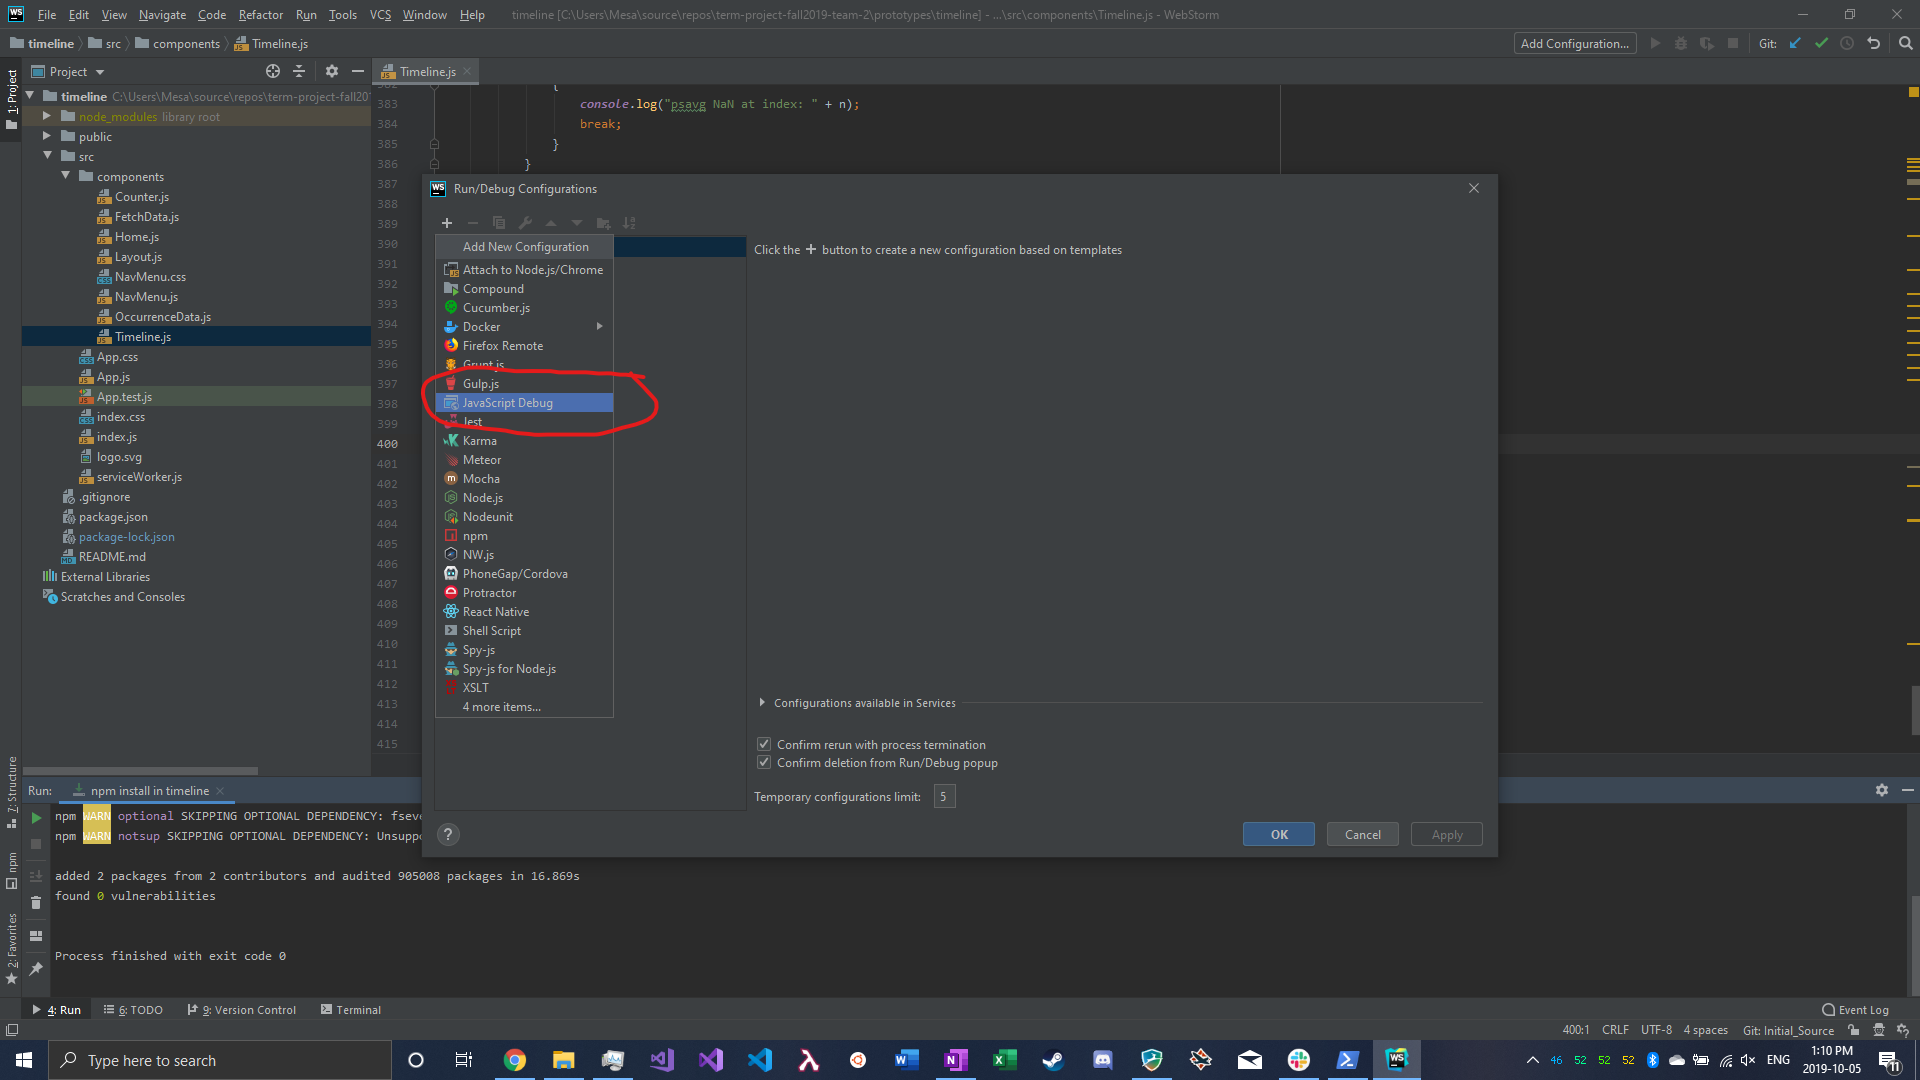 File Edit View Navigate Code Refactor Run Tools VCS Window Help timeline [C:\Users\Mesa\source\repos\term-project-fall2019-team-2\prototypes\timeline] - ...\src\components\Timeline.js - WebStorm
timeline src components Timeline.js Add Configuration... Git:
Project Timeline.js
1: Project
timeline C:\Users\Mesa\source\repos\term-project-fall201
node_modules library root
public
src
components
Counter.js
FetchData.js
Home.js
Layout.js
NavMenu.css
NavMenu.js
OccurrenceData.js
Timeline.js
App.css
App.js
App.test.js
index.css
index.js
logo.svg
serviceWorker.js
.gitignore
package.json
package-lock.json
README.md
External Libraries
Scratches and Consoles
382 {
383 console.log("psavg NaN at index: " + n);
384 break;
385 }
386 }
387
388
389
390
391
392
393
394
395
396
397
398
399
400
401
402
403
404
405
406
407
408
409
410
411
412
413
414
415
Run/Debug Configurations
Add New Configuration
Attach to Node.js/Chrome
Compound
Cucumber.js
Docker
Firefox Remote
Grunt.js
Gulp.js
JavaScript Debug
Jest
Karma
Meteor
Mocha
Node.js
Nodeunit
npm
NW.js
PhoneGap/Cordova
Protractor
React Native
Shell Script
Spy-js
Spy-js for Node.js
XSLT
4 more items...
Click the + button to create a new configuration based on templates
Configurations available in Services
Confirm rerun with process termination
Confirm deletion from Run/Debug popup
Temporary configurations limit: 5
? OK Cancel Apply
7: Structure
npm
2: Favorites
Run: npm install in timeline
npm WARN optional SKIPPING OPTIONAL DEPENDENCY: fseve
npm WARN notsup SKIPPING OPTIONAL DEPENDENCY: Unsuppo
added 2 packages from 2 contributors and audited 905008 packages in 16.869s
found 0 vulnerabilities
Process finished with exit code 0
4: Run 6: TODO 9: Version Control Terminal Event Log
400:1 CRLF UTF-8 4 spaces Git: Initial_Source
Type here to search 46 52 52 52 ENG 1:10 PM
2019-10-05 11